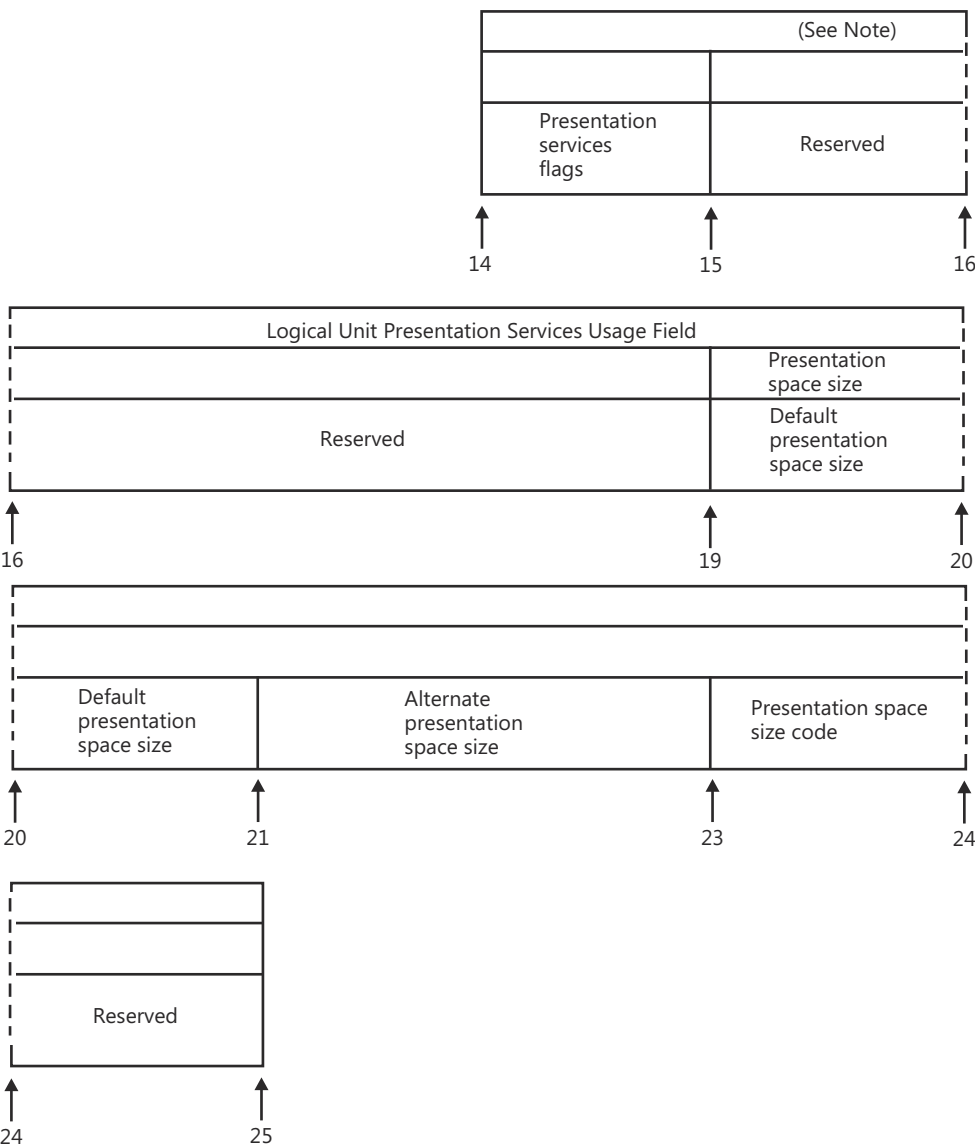 (See Note)
Presentation
services
flags
Reserved
14
15
16
Logical Unit Presentation Services Usage Field
Presentation
space size
Reserved
Default
presentation
space size
16
19
20
Default
presentation
space size
Alternate
presentation
space size
Presentation space
size code
20
21
23
24
Reserved
24
25